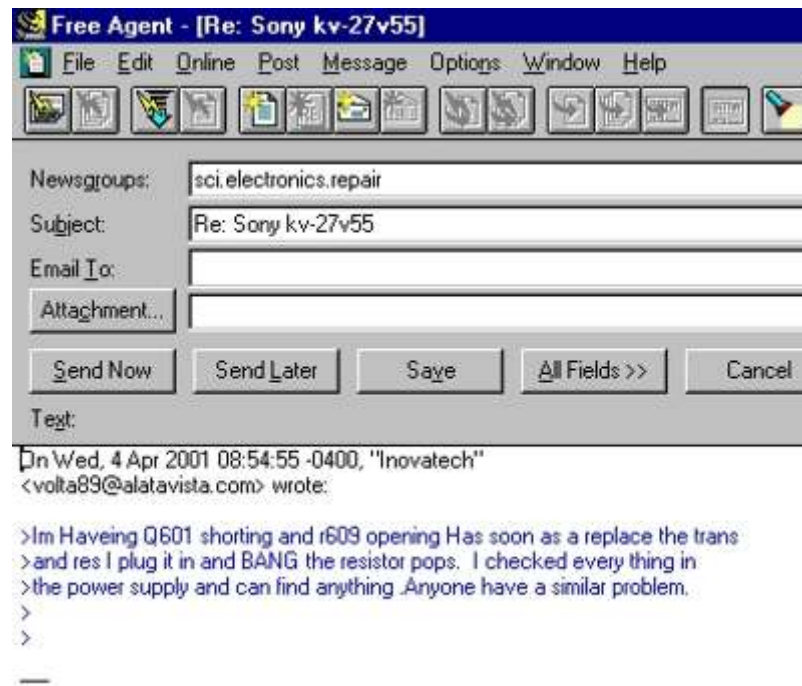 Free Agent - [Re: Sony kv-27v55]
File Edit Online Post Message Options Window Help
Newsgroups: sci.electronics.repair
Subject: Re: Sony kv-27v55
Email To:
Attachment...
Send Now Send Later Save All Fields >> Cancel
Text:
On Wed, 4 Apr 2001 08:54:55 -0400, "Inovatech"
<volta89@alatavista.com> wrote:
>Im Haveing Q601 shorting and r609 opening Has soon as a replace the trans
>and res I plug it in and BANG the resistor pops. I checked every thing in
>the power supply and can find anything .Anyone have a similar problem.
>
>